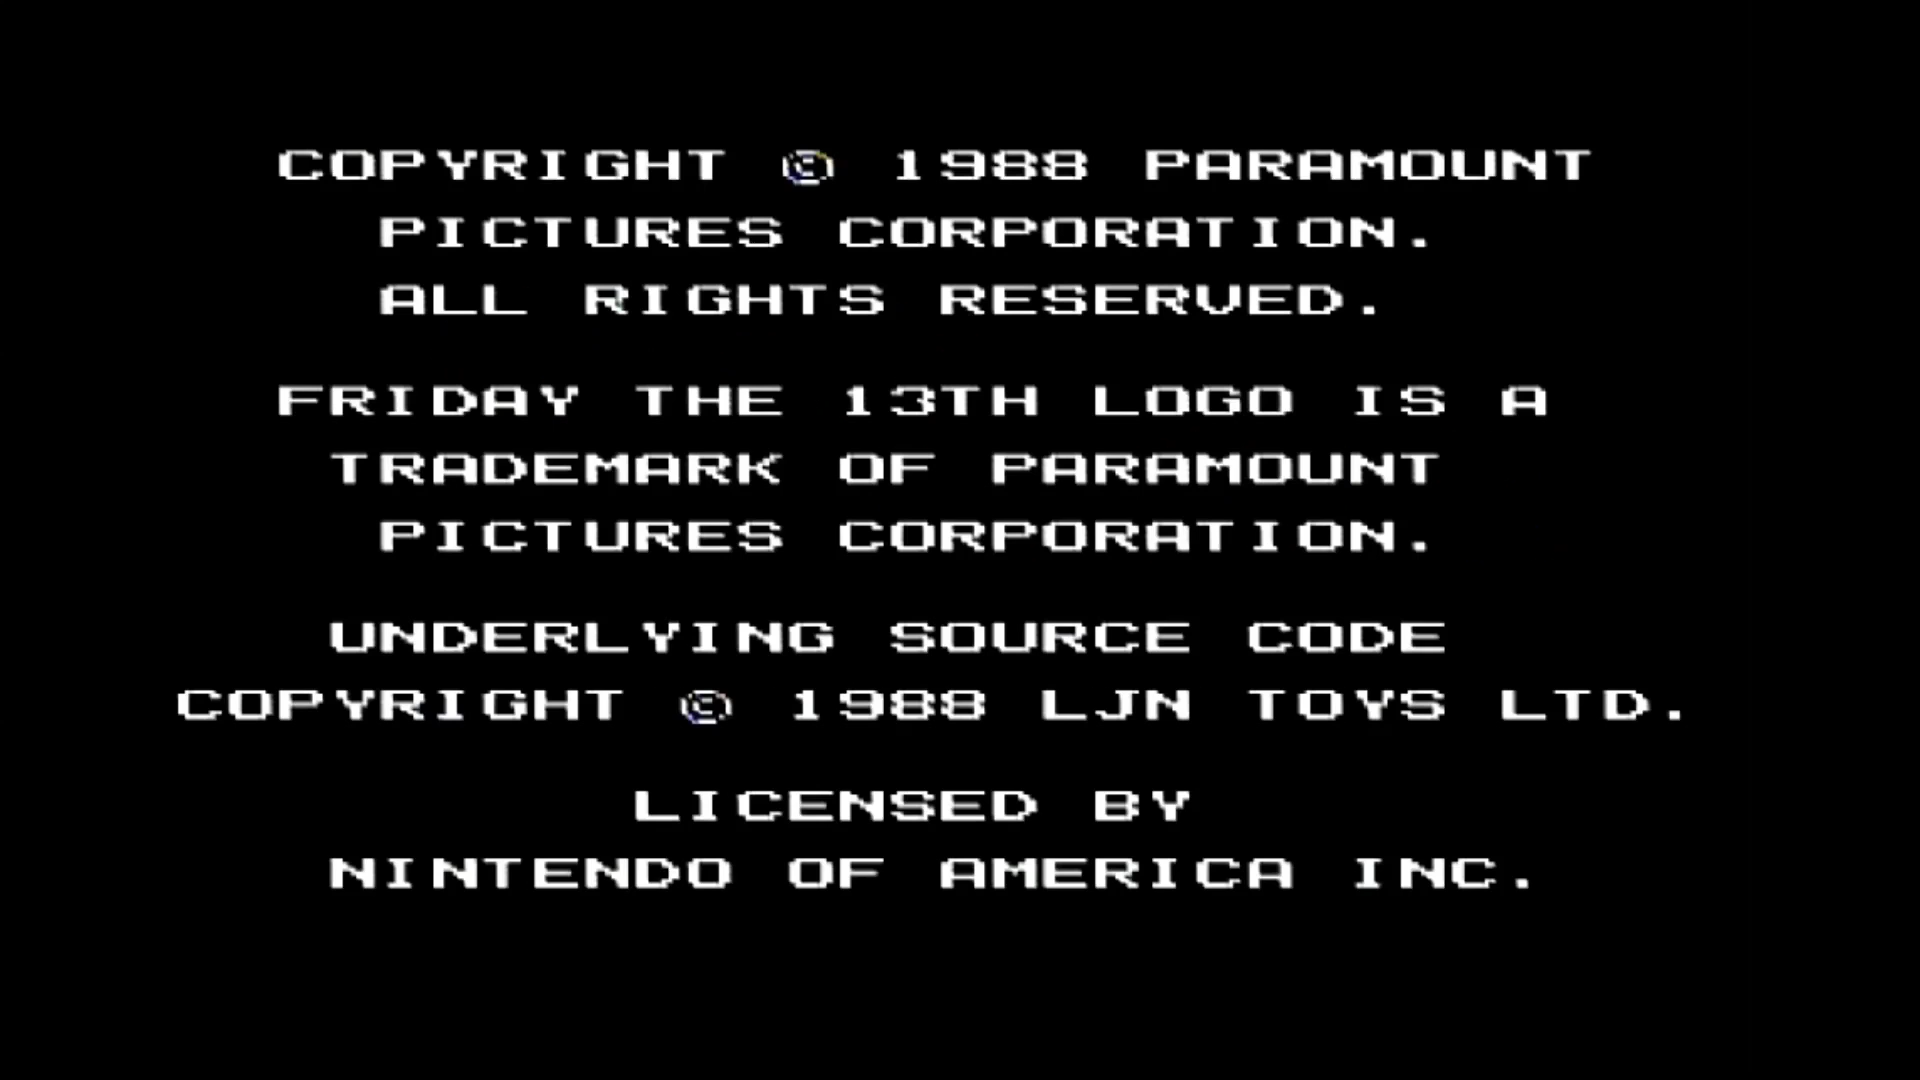 COPYRIGHT © 1988 PARAMOUNT
PICTURES CORPORATION.
ALL RIGHTS RESERVED.
FRIDAY THE 13TH LOGO IS A
TRADEMARK OF PARAMOUNT
PICTURES CORPORATION.
UNDERLYING SOURCE CODE
COPYRIGHT © 1988 LJN TOYS LTD.
LICENSED BY
NINTENDO OF AMERICA INC.